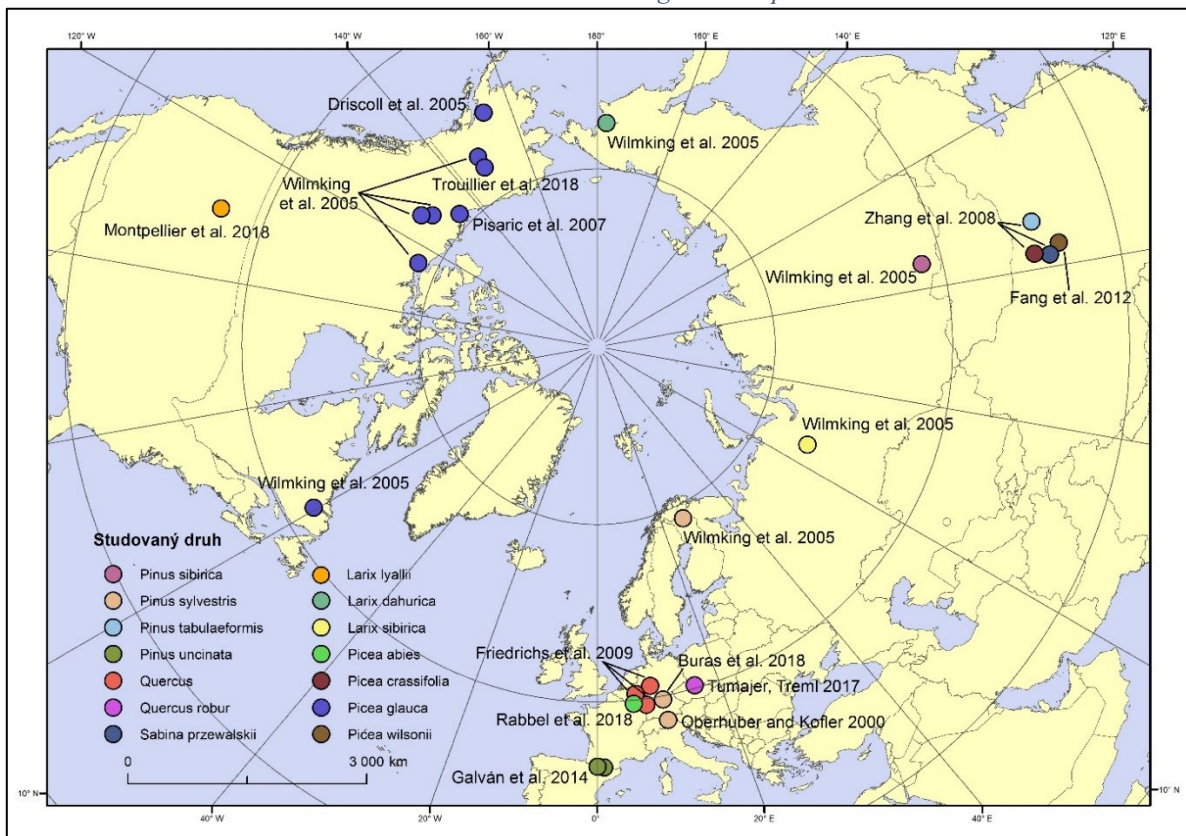 120° W 140° W 160° W 180° 160° E 140° E 120° E
Driscoll et al. 2005
Wilmking et al. 2005
Wilmking
et al. 2005
Trouillier et al. 2018
Pisaric et al. 2007
Montpellier et al. 2018
Zhang et al. 2008
Wilmking et al. 2005
Fang et al. 2012
Wilmking et al. 2005
Wilmking et al. 2005
Wilmking et al. 2005
Studovaný druh
Pinus sibirica
Pinus sylvestris
Pinus tabulaeformis
Pinus uncinata
Quercus
Quercus robur
Sabina przewalskii
Larix lyallii
Larix dahurica
Larix sibirica
Picea abies
Picea crassifolia
Picea glauca
Picea wilsonii
0 3 000 km
Friedrichs et al. 2009
Buras et al. 2018
Tumajer, Treml 2017
Rabbel et al. 2018
Oberhuber and Kofler 2000
Galván et al. 2014
10° N 10° N
40° W 20° W 0° 20° E 40° E